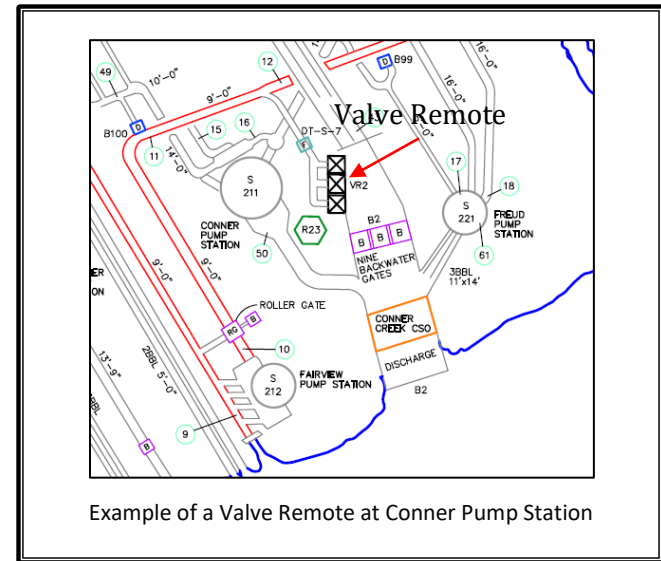 49
10'-0"
12
9'-0"
B100
D
11
15
16
14'-0"
DT-S-7
F
Valve Remote
D
B99
16'-0"
16'-0"
17
18
S
211
VR2
S
221
FREUD
PUMP
STATION
61
CONNER
PUMP
STATION
R23
B2
B B B
NINE
BACKWATER
GATES
50
3BBL
11'x14'
9'-0"
9'-0"
ON
ROLLER GATE
RG
B
10
CONNER
CREEK CSO
DISCHARGE
B2
FAIRVIEW
PUMP STATION
S
212
2BBL 5'-0"
13'-9"
B
9
Example of a Valve Remote at Conner Pump Station